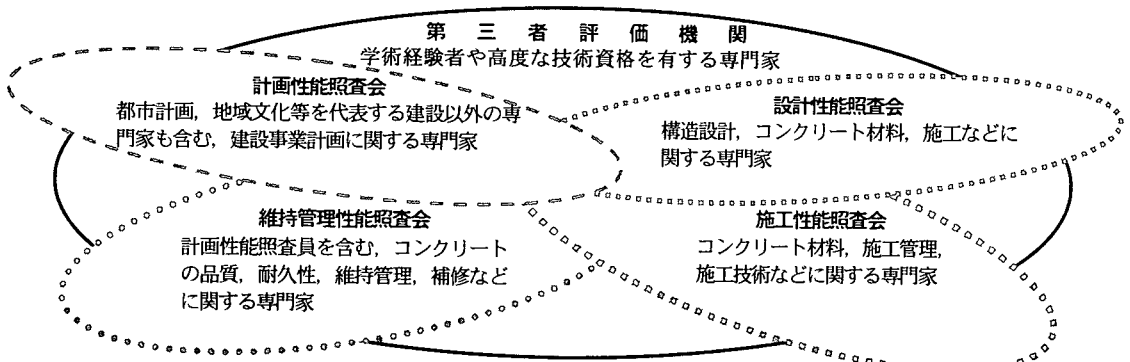 第三者評価機関
学術経験者や高度な技術資格を有する専門家
計画性能照査会
都市計画，地域文化等を代表する建設以外の専
門家も含む，建設事業計画に関する専門家
設計性能照査会
構造設計，コンクリート材料，施工などに
関する専門家
維持管理性能照査会
計画性能照査員を含む，コンクリート
の品質，耐久性，維持管理，補修など
に関する専門家
施工性能照査会
コンクリート材料，施工管理，
施工技術などに関する専門家